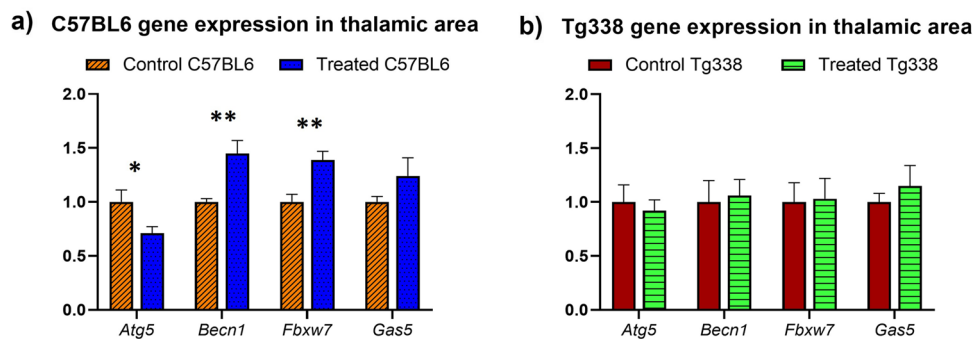 a) C57BL6 gene expression in thalamic area
Control C57BL6 Treated C57BL6
2.0
1.5
1.0
0.5
0.0
* ** **
Atg5 Becn1 Fbxw7 Gas5
b) Tg338 gene expression in thalamic area
Control Tg338 Treated Tg338
2.0
1.5
1.0
0.5
0.0
Atg5 Becn1 Fbxw7 Gas5